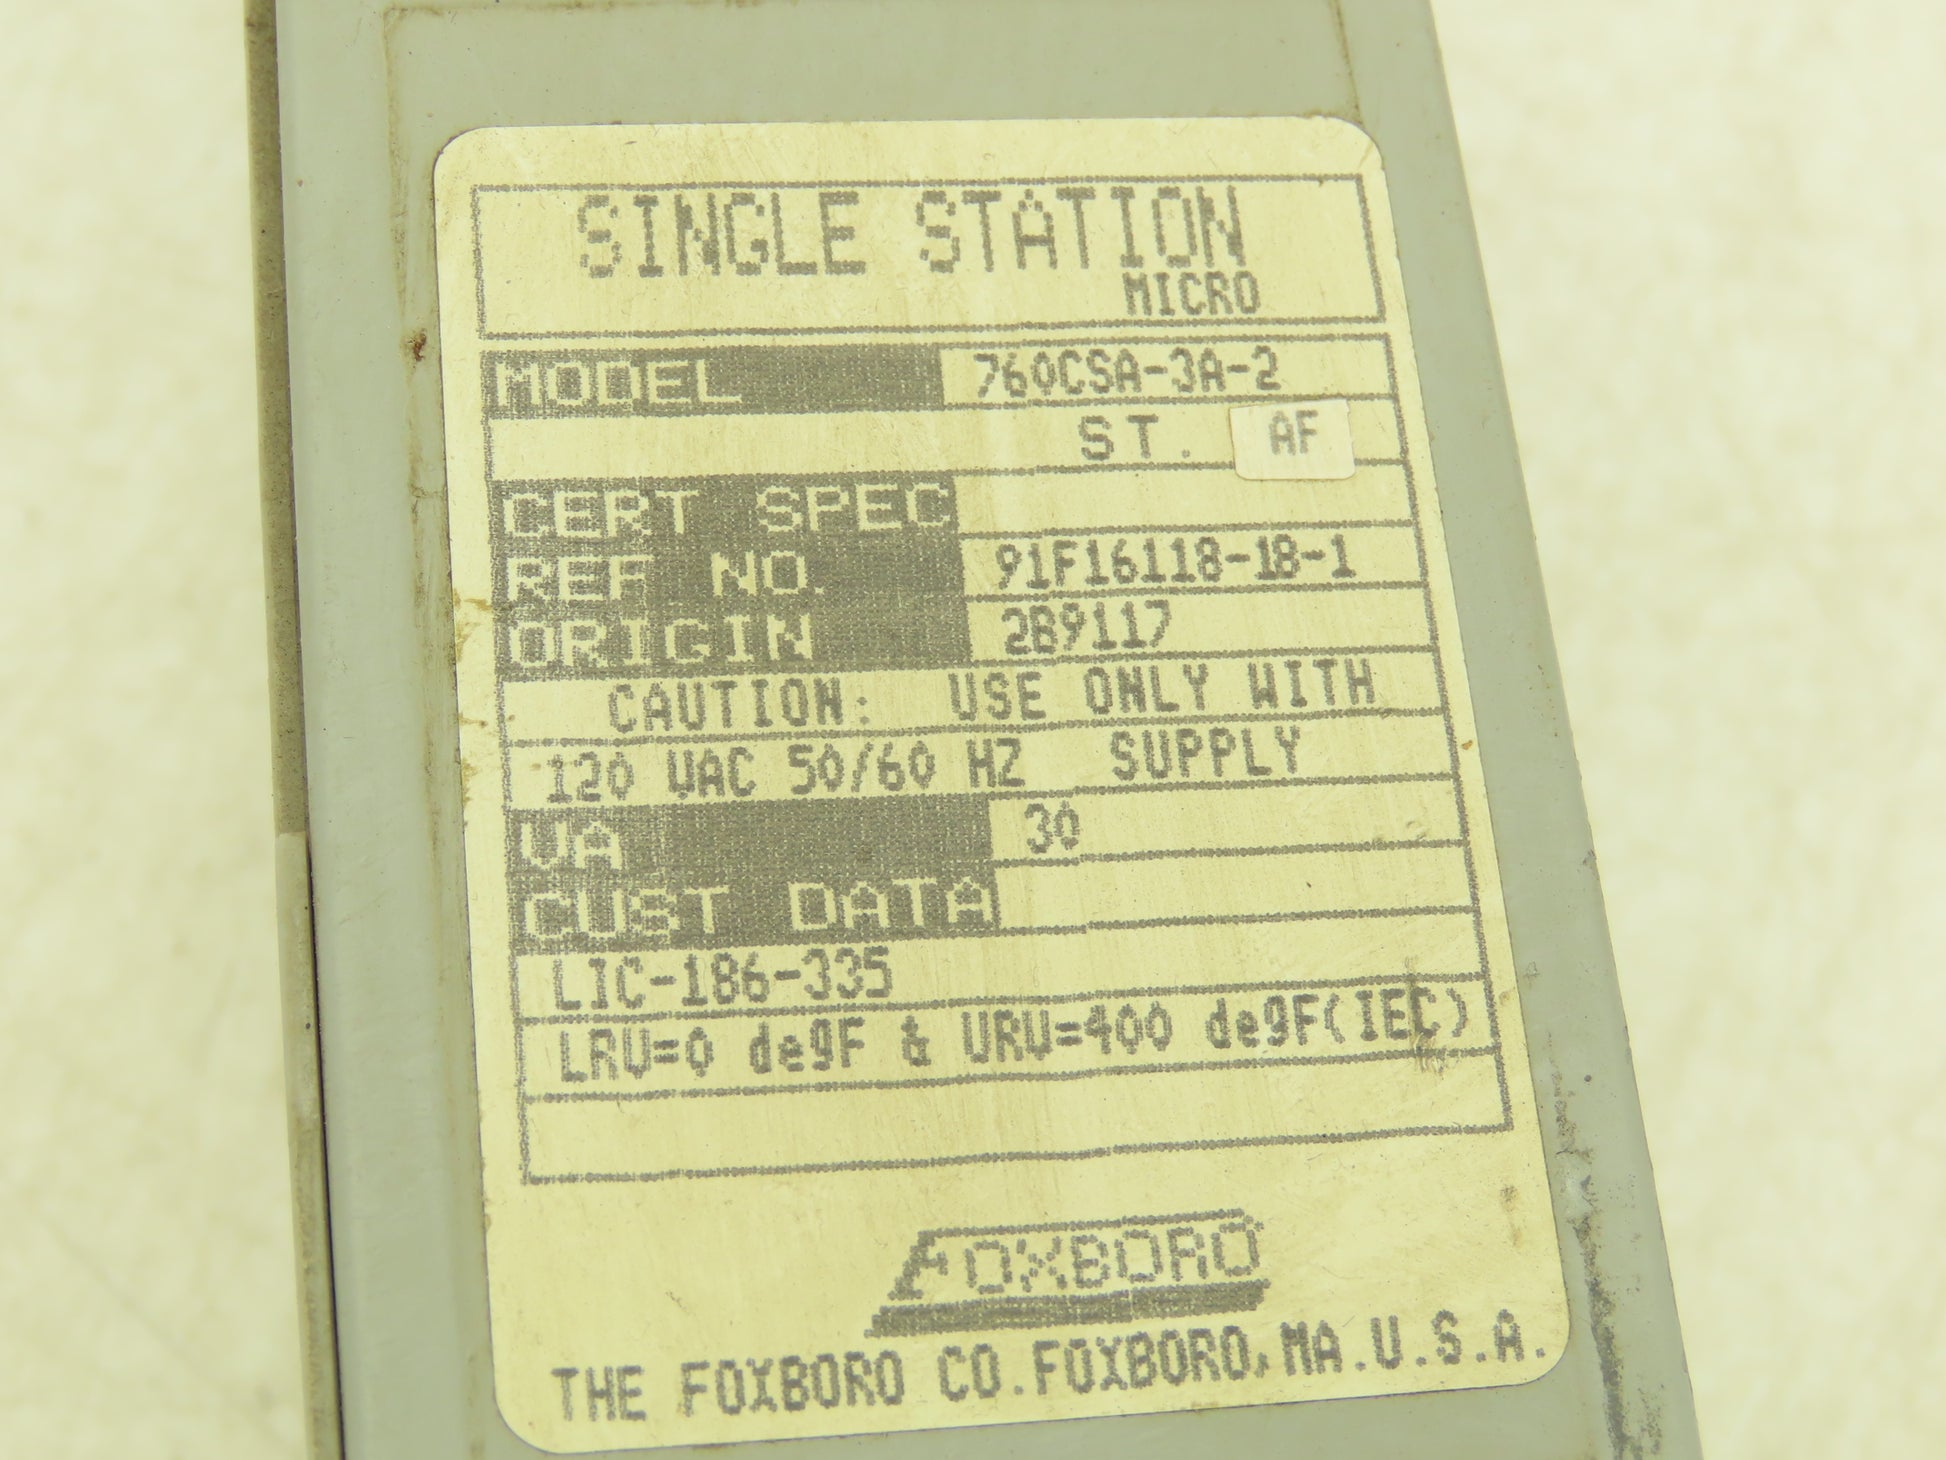 SINGLE STATION
MICRO
MODEL 760CSA-3A-2
ST. AF
CERT SPEC
REF NO. 91F16118-18-1
ORIGIN 2B9117
CAUTION: USE ONLY WITH
120 VAC 50/60 HZ SUPPLY
VA 30
CUST DATA
LIC-186-335
LRV=0 degF & URV=400 degF(IEC)
FOXBORO
THE FOXBORO CO.FOXBORO,MA.U.S.A.